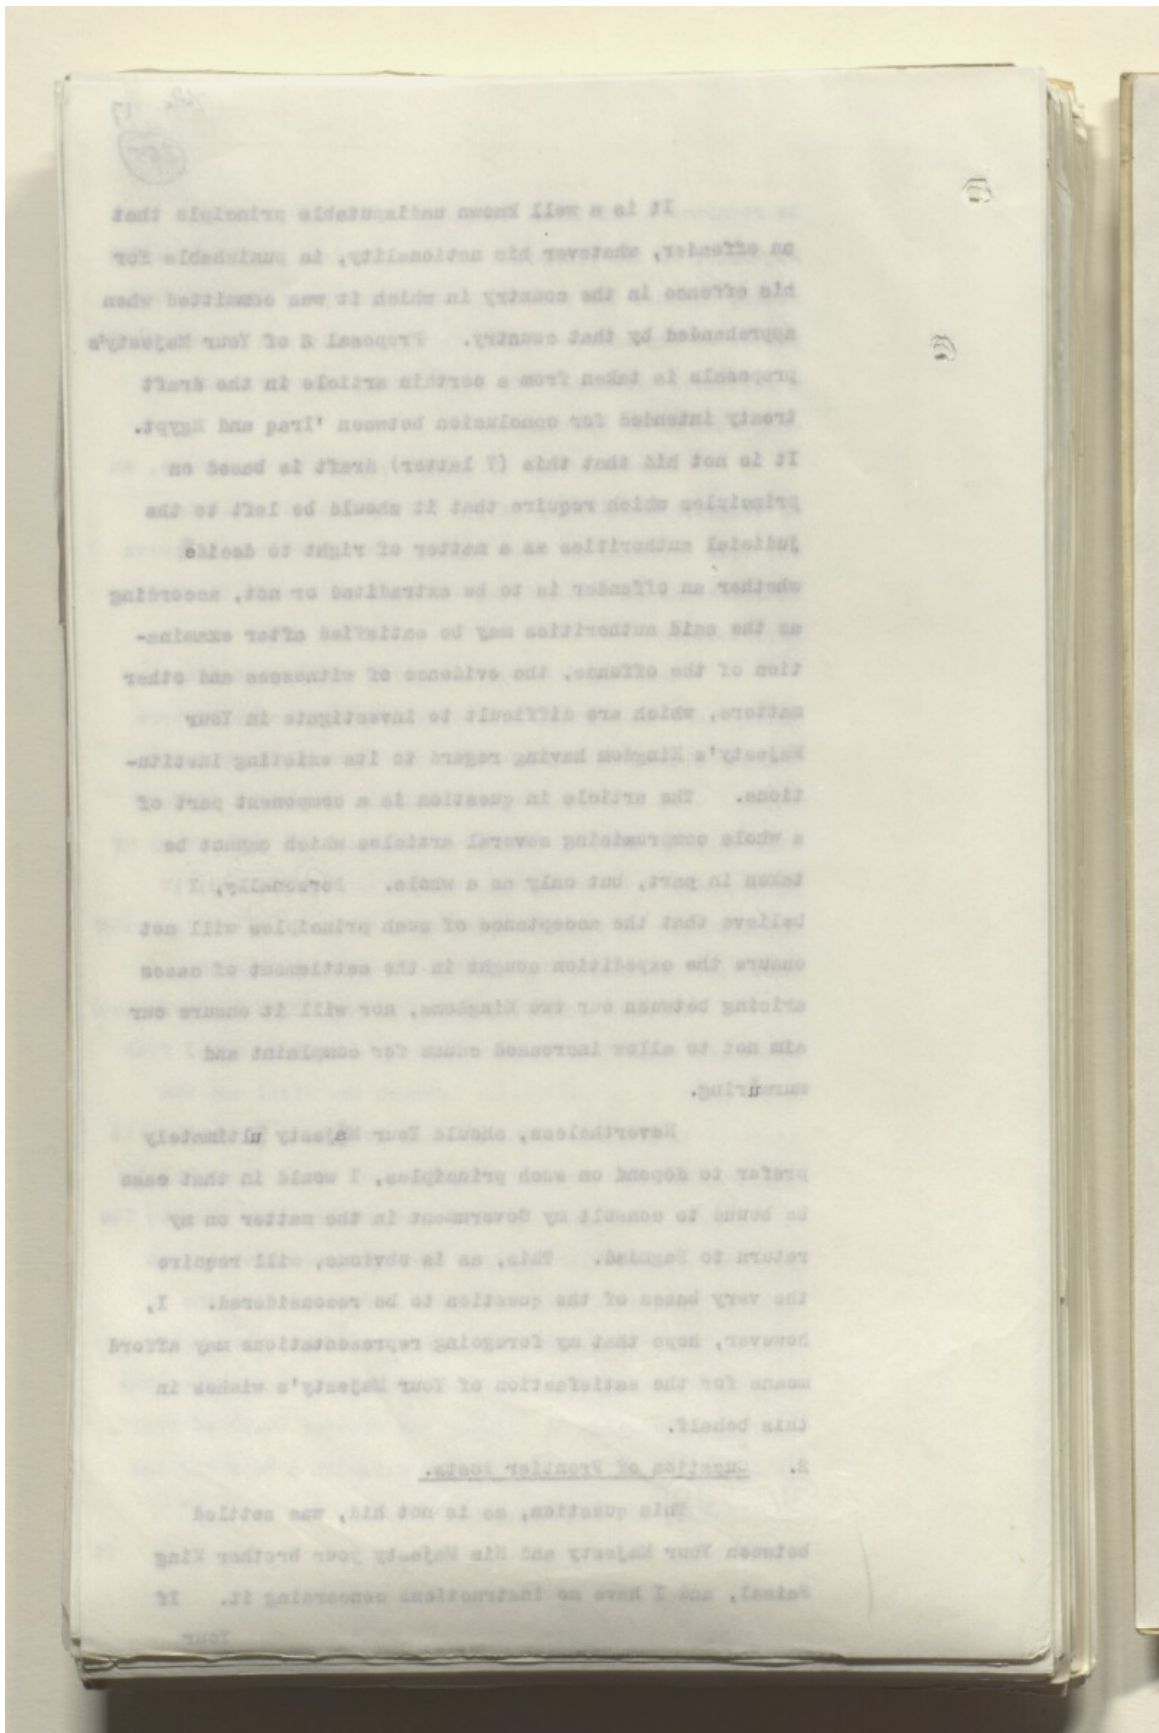 It is a well known undisputable principle that
an offender, whatever his nationality, is punishable for
his offence in the country in which it was committed when
apprehended by that country. Proposal 2 of Your Majesty's
proposals is taken from a certain article in the draft
treaty intended for conclusion between 'Iraq and Egypt.
It is not hid that this (? latter) draft is based on
principles which require that it should be left to the
judicial authorities as a matter of right to decide
whether an offender is to be extradited or not, according
as the said authorities may be satisfied after examina-
tion of the offence, the evidence of witnesses and other
matters, which are difficult to investigate in Your
Majesty's Kingdom having regard to its existing institu-
tions. The article in question is a component part of
a whole compromising several articles which cannot be
taken in part, but only as a whole. Personally, I
believe that the acceptance of such principles will not
ensure the expedition sought in the settlement of cases
arising between our two Kingdoms, nor will it ensure our
aim not to allow increased cause for complaint and
murmuring.
Nevertheless, should Your Majesty ultimately
prefer to depend on such principles, I would in that case
be bound to consult my Government in the matter on my
return to Bagdad. This, as is obvious, will require
the very bases of the question to be reconsidered. I,
however, hope that my foregoing representations may afford
means for the satisfaction of Your Majesty's wishes in
this behalf.
2. Question of Frontier Posts.
This question, as is not hid, was settled
between Your Majesty and His Majesty your brother King
Faisal, and I have no instructions concerning it. If
Your